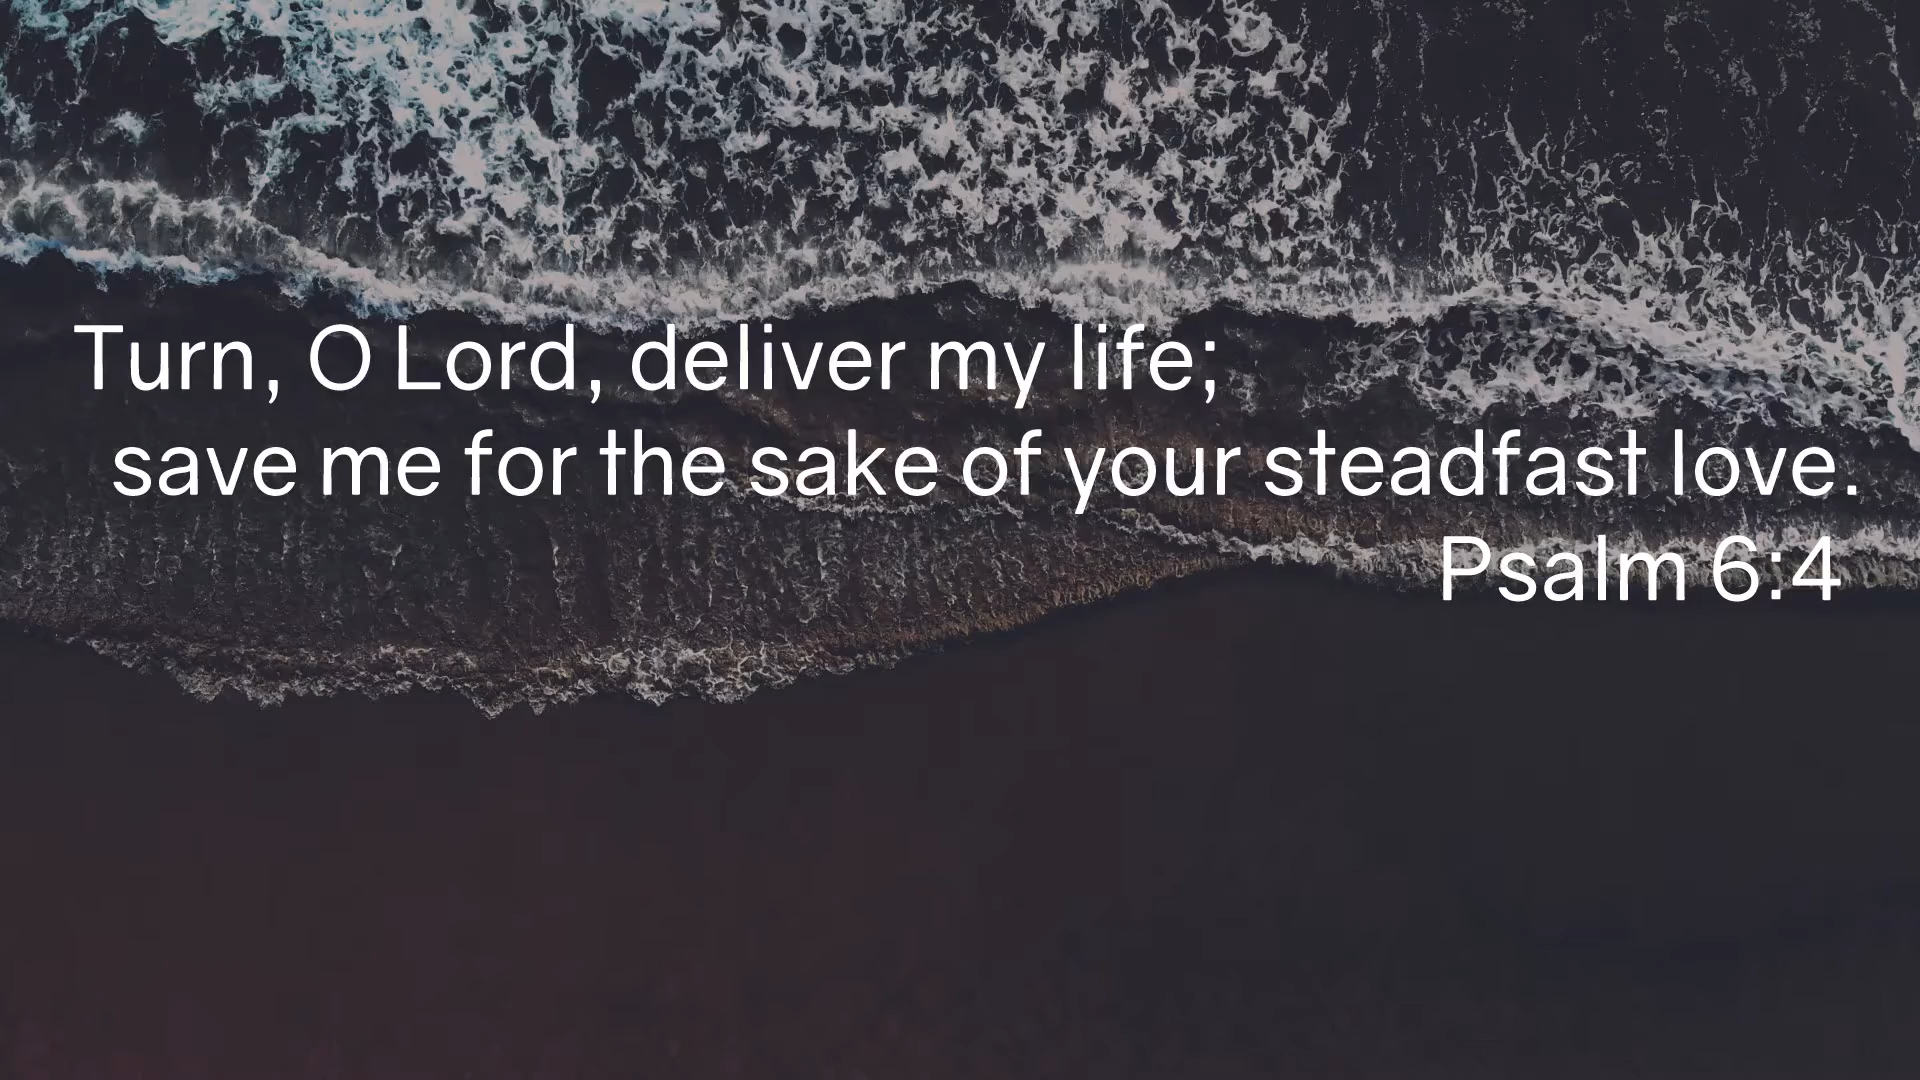 Turn, O Lord, deliver my life;
save me for the sake of your steadfast love.
Psalm 6:4